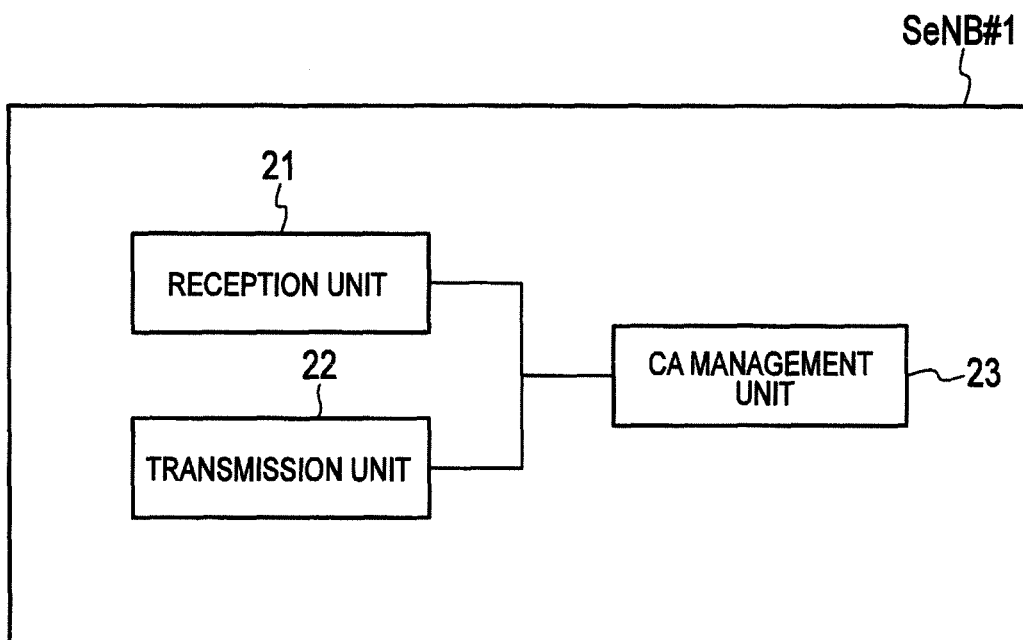 SeNB#1
21
RECEPTION UNIT
22
TRANSMISSION UNIT
CA MANAGEMENT
UNIT
23